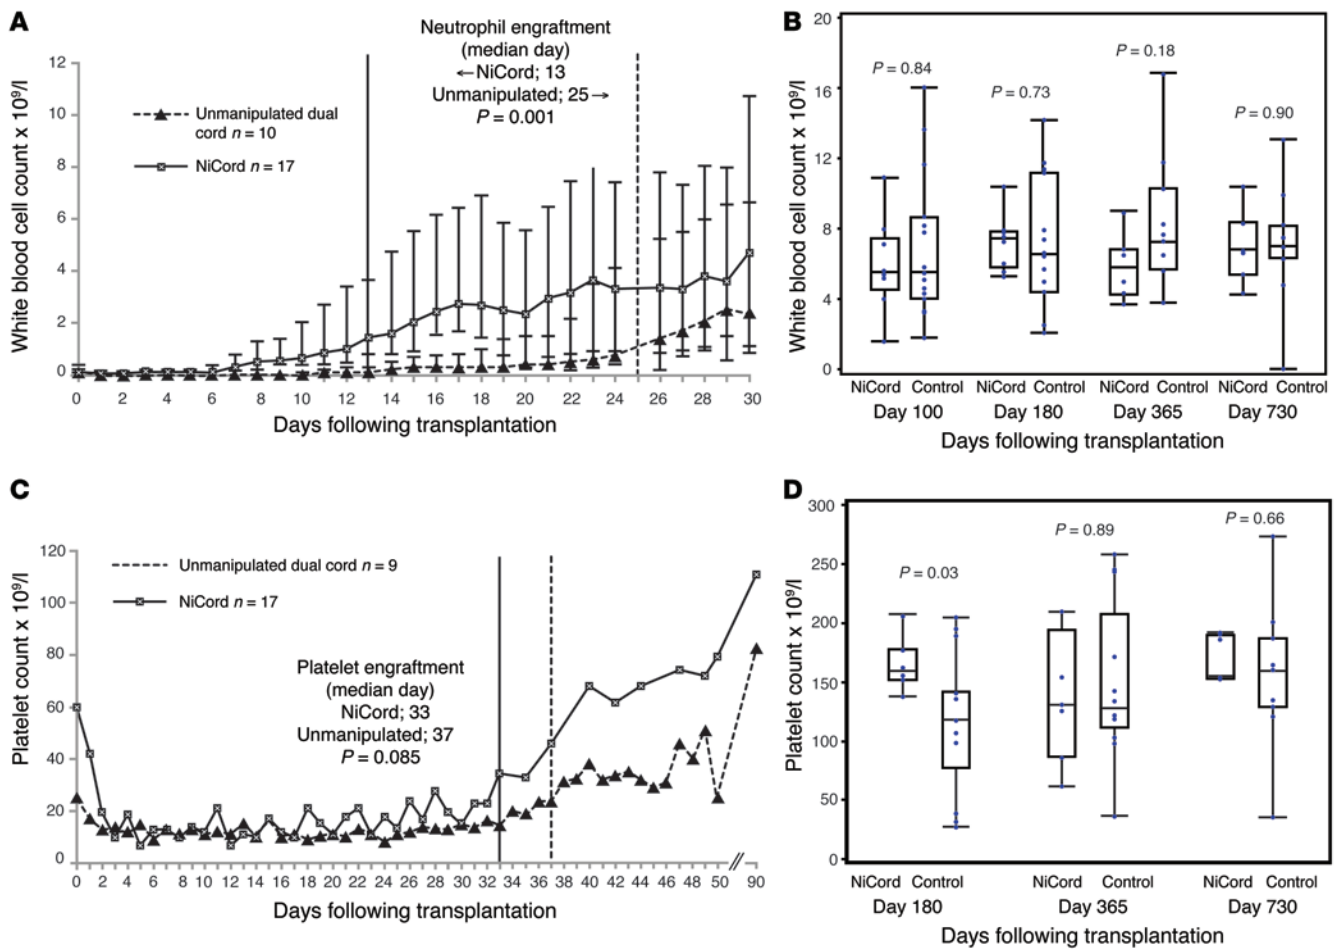 A
White blood cell count x 10⁹/l
12
10
8
6
4
2
0
Unmanipulated dual
cord n = 10
NiCord n = 17
Neutrophil engraftment
(median day)
←NiCord; 13
Unmanipulated; 25→
P = 0.001
0 2 4 6 8 10 12 14 16 18 20 22 24 26 28 30
Days following transplantation
B
White blood cell count x 10⁹/l
20
16
12
8
4
0
P = 0.84
P = 0.73
P = 0.18
P = 0.90
NiCord Control NiCord Control NiCord Control NiCord Control
Day 100 Day 180 Day 365 Day 730
Days following transplantation
C
Platelet count x 10⁹/l
120
100
80
60
40
20
0
Unmanipulated dual cord n = 9
NiCord n = 17
Platelet engraftment
(median day)
NiCord; 33
Unmanipulated; 37
P = 0.085
0 2 4 6 8 10 12 14 16 18 20 22 24 26 28 30 32 34 36 38 40 42 44 46 48 50 90
Days following transplantation
D
Platelet count x 10⁹/l
300
250
200
150
100
50
0
P = 0.03
P = 0.89
P = 0.66
NiCord Control NiCord Control NiCord Control
Day 180 Day 365 Day 730
Days following transplantation